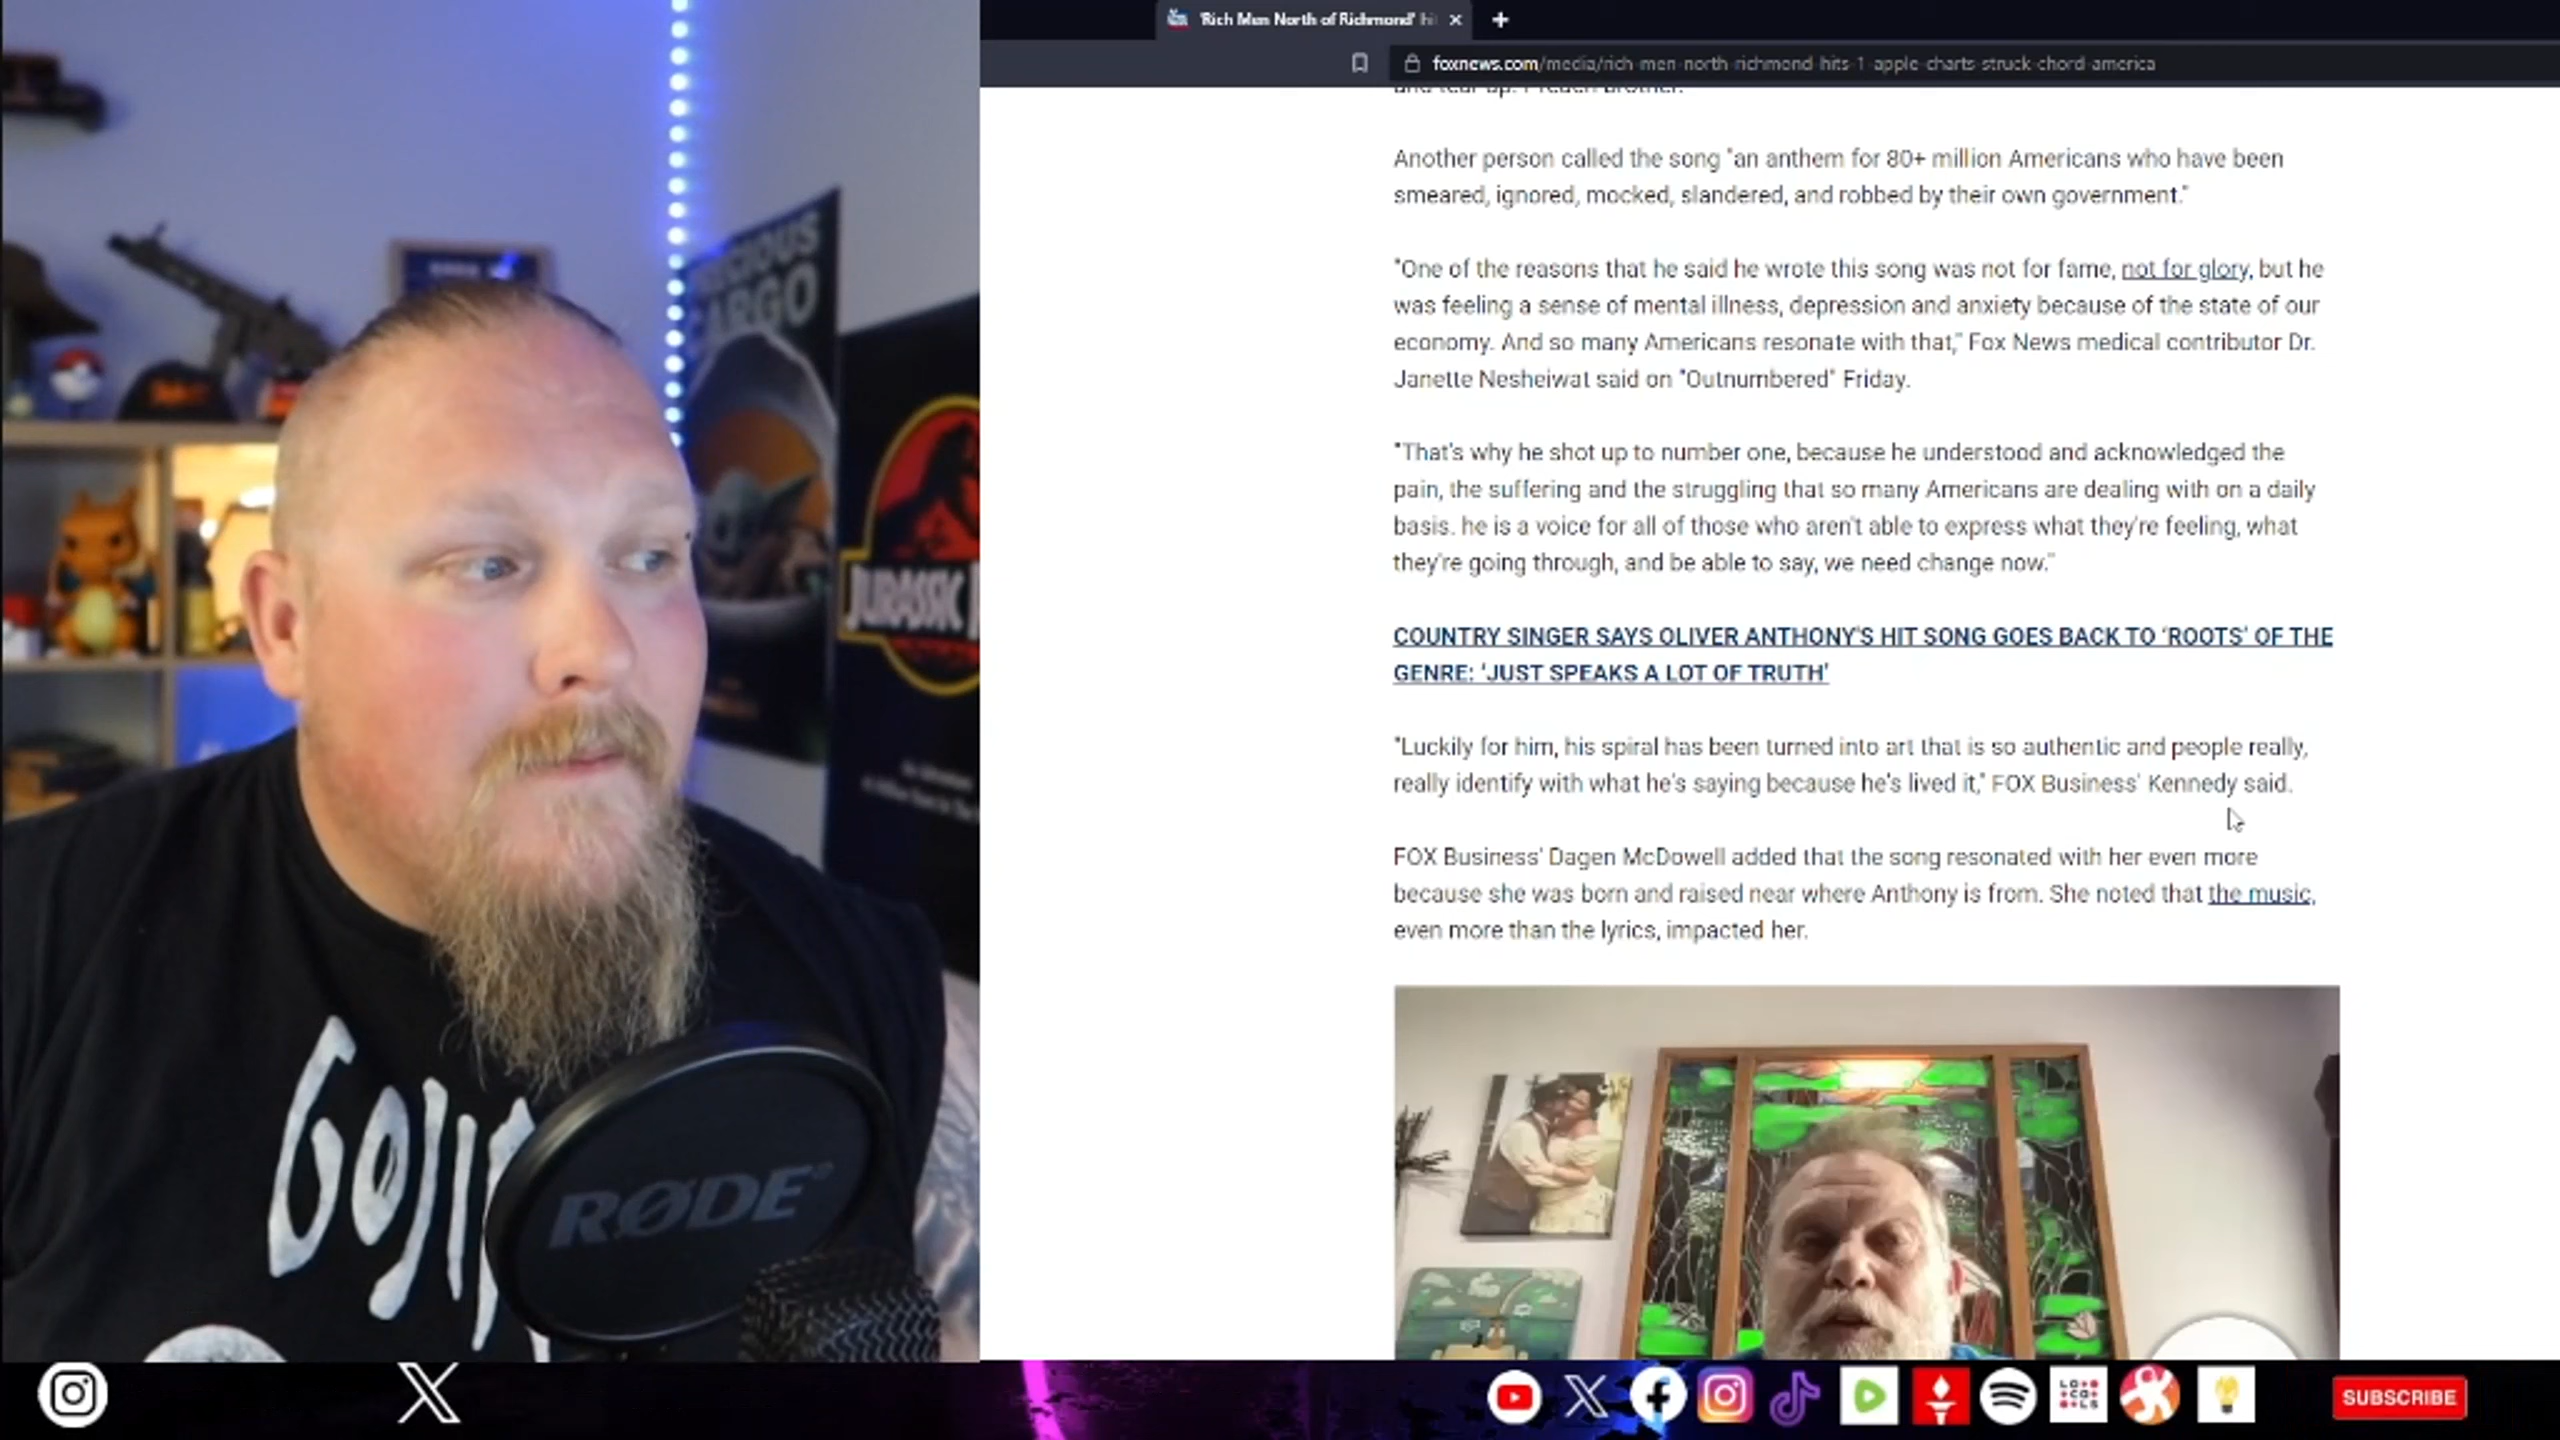 'Rich Men North of Richmond' hi
foxnews.com/media/rich-men-north-richmond-hits-1-apple-charts-struck-chord-america
Another person called the song "an anthem for 80+ million Americans who have been
smeared, ignored, mocked, slandered, and robbed by their own government."
"One of the reasons that he said he wrote this song was not for fame, not for glory, but he
was feeling a sense of mental illness, depression and anxiety because of the state of our
economy. And so many Americans resonate with that," Fox News medical contributor Dr.
Janette Nesheiwat said on "Outnumbered" Friday.
"That's why he shot up to number one, because he understood and acknowledged the
pain, the suffering and the struggling that so many Americans are dealing with on a daily
basis. he is a voice for all of those who aren't able to express what they're feeling, what
they're going through, and be able to say, we need change now."
COUNTRY SINGER SAYS OLIVER ANTHONY'S HIT SONG GOES BACK TO 'ROOTS' OF THE
GENRE: 'JUST SPEAKS A LOT OF TRUTH'
"Luckily for him, his spiral has been turned into art that is so authentic and people really,
really identify with what he's saying because he's lived it," FOX Business' Kennedy said.
FOX Business' Dagen McDowell added that the song resonated with her even more
because she was born and raised near where Anthony is from. She noted that the music,
even more than the lyrics, impacted her.
CARGO
JURASSIC
GOJI
RØDE
LOCALS
SUBSCRIBE